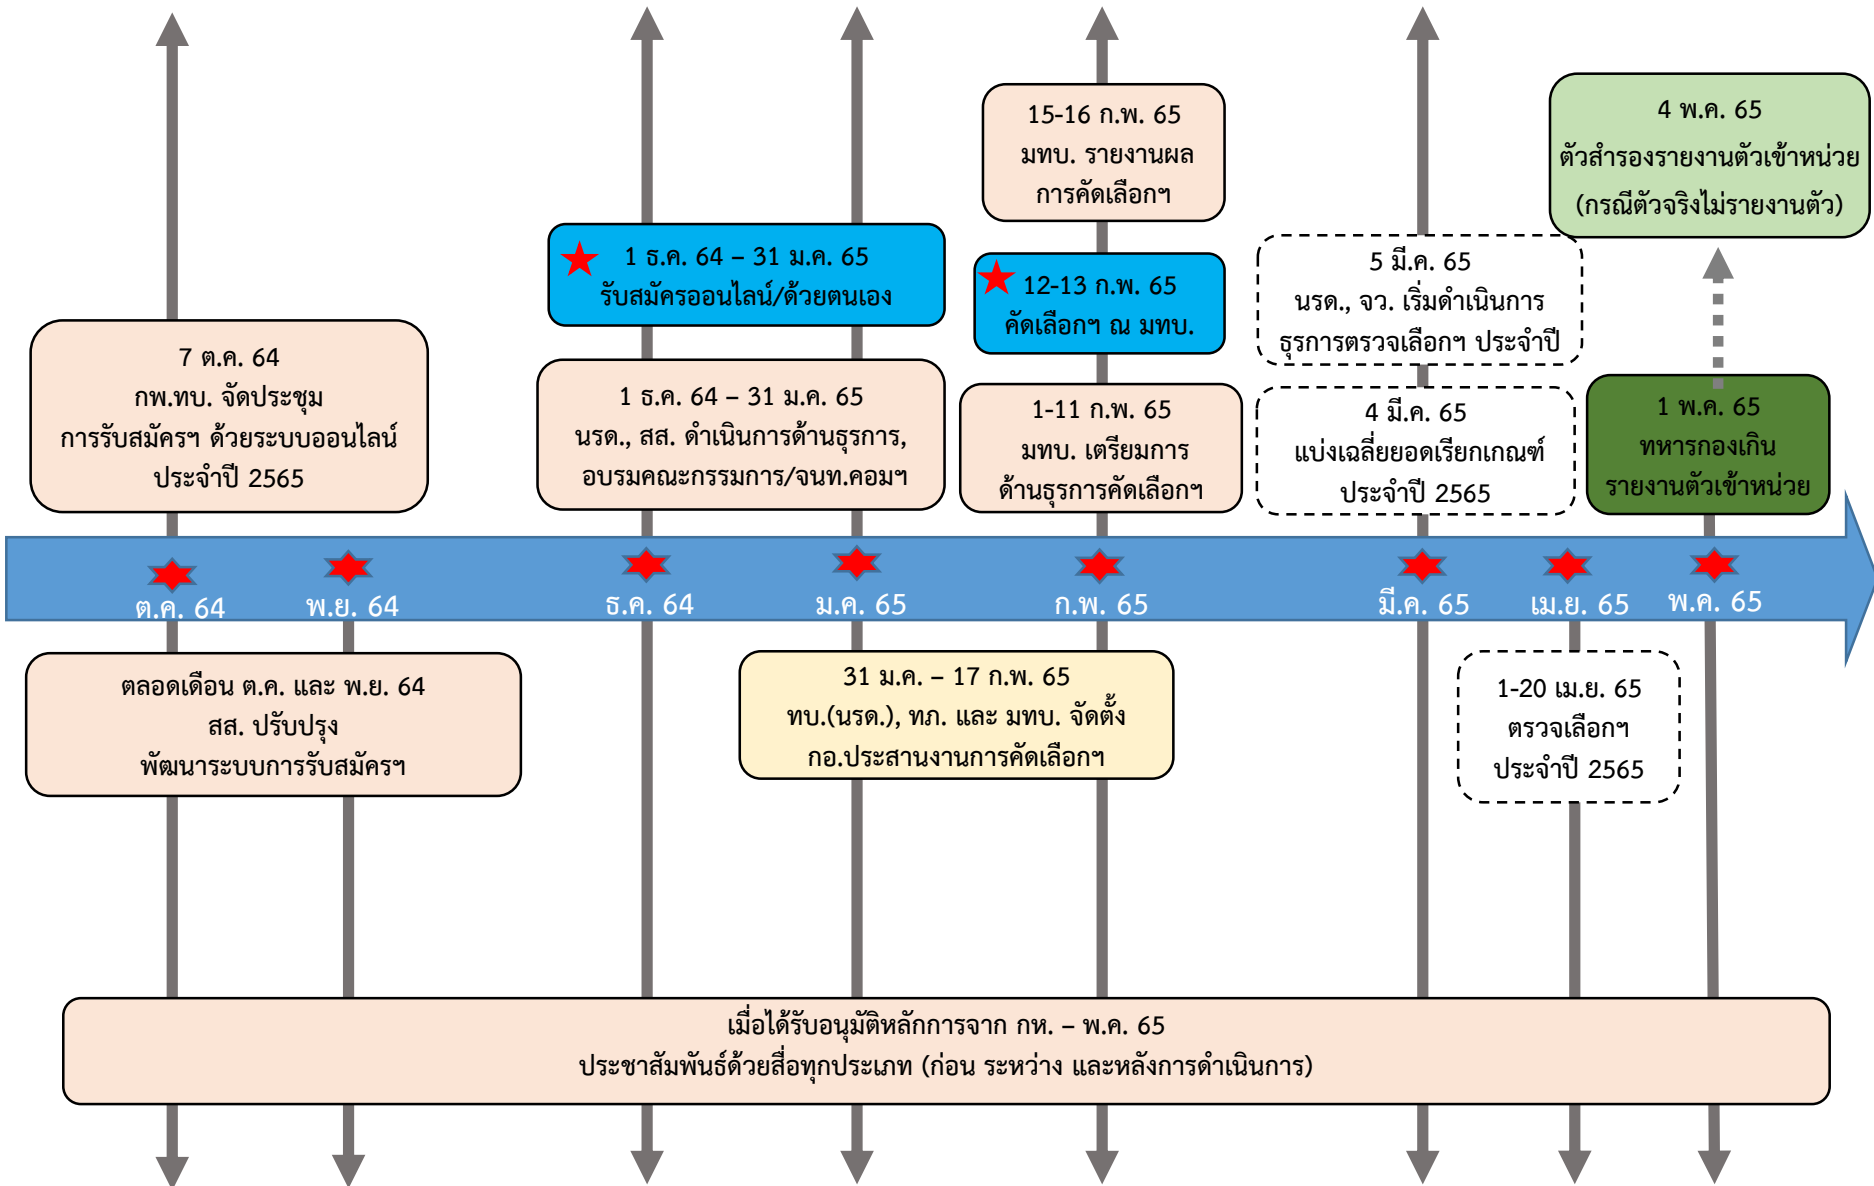 15-16 ก.พ. 65
มทบ. รายงานผล
การคัดเลือกฯ
4 พ.ค. 65
ตัวสำรองรายงานตัวเข้าหน่วย
(กรณีตัวจริงไม่รายงานตัว)
1 ธ.ค. 64 – 31 ม.ค. 65
รับสมัครออนไลน์/ด้วยตนเอง
12-13 ก.พ. 65
คัดเลือกฯ ณ มทบ.
5 มี.ค. 65
นรด., จว. เริ่มดำเนินการ
ธุรการตรวจเลือกฯ ประจำปี
7 ต.ค. 64
กพ.ทบ. จัดประชุม
การรับสมัครฯ ด้วยระบบออนไลน์
ประจำปี 2565
1 ธ.ค. 64 – 31 ม.ค. 65
นรด., สส. ดำเนินการด้านธุรการ,
อบรมคณะกรรมการ/จนท.คอมฯ
1-11 ก.พ. 65
มทบ. เตรียมการ
ด้านธุรการคัดเลือกฯ
4 มี.ค. 65
แบ่งเฉลี่ยยอดเรียกเกณฑ์
ประจำปี 2565
1 พ.ค. 65
ทหารกองเกิน
รายงานตัวเข้าหน่วย
ต.ค. 64
พ.ย. 64
ธ.ค. 64
ม.ค. 65
ก.พ. 65
มี.ค. 65
เม.ย. 65
พ.ค. 65
ตลอดเดือน ต.ค. และ พ.ย. 64
สส. ปรับปรุง
พัฒนาระบบการรับสมัครฯ
31 ม.ค. – 17 ก.พ. 65
ทบ.(นรด.), ทภ. และ มทบ. จัดตั้ง
กอ.ประสานงานการคัดเลือกฯ
1-20 เม.ย. 65
ตรวจเลือกฯ
ประจำปี 2565
เมื่อได้รับอนุมัติหลักการจาก กห. – พ.ค. 65
ประชาสัมพันธ์ด้วยสื่อทุกประเภท (ก่อน ระหว่าง และหลังการดำเนินการ)